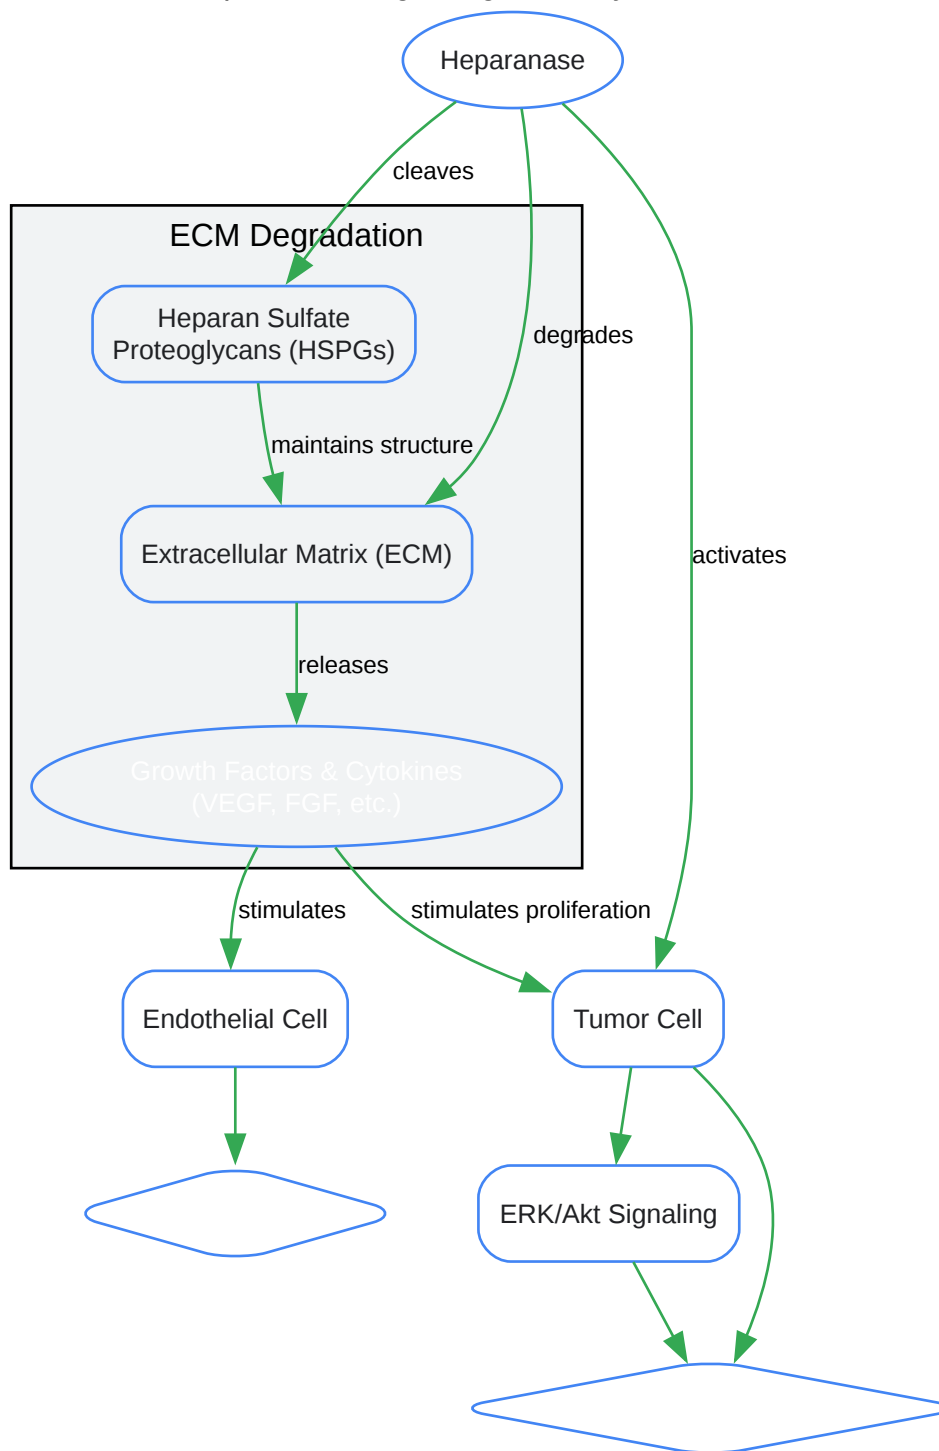 Heparanase
cleaves
ECM Degradation
Heparan Sulfate
Proteoglycans (HSPGs)
degrades
maintains structure
Extracellular Matrix (ECM)
activates
releases
Growth Factors & Cytokines
(VEGF, FGF, etc.)
stimulates
stimulates proliferation
Endothelial Cell
Tumor Cell
ERK/Akt Signaling